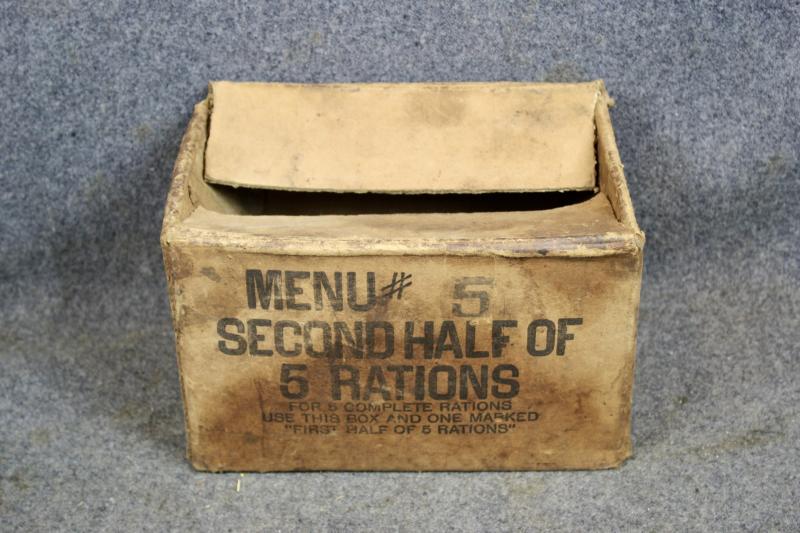 MENU# 5
SECOND HALF OF
5 RATIONS
FOR 5 COMPLETE RATIONS
USE THIS BOX AND ONE MARKED
"FIRST HALF OF 5 RATIONS"